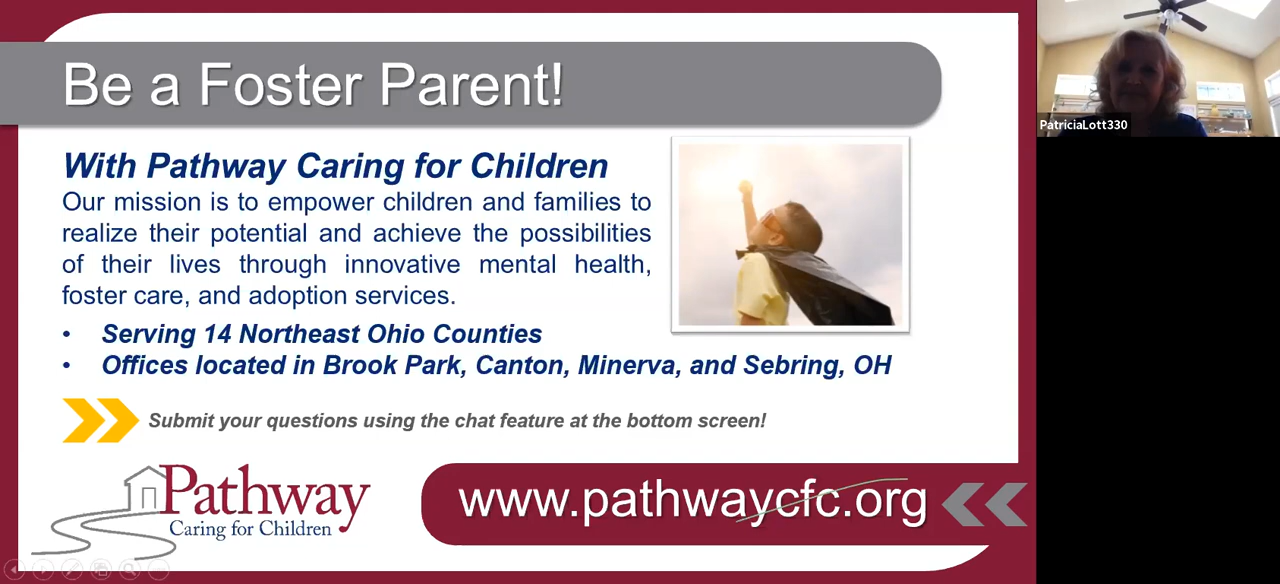 Be a Foster Parent!
With Pathway Caring for Children
Our mission is to empower children and families to
realize their potential and achieve the possibilities
of their lives through innovative mental health,
foster care, and adoption services.
• Serving 14 Northeast Ohio Counties
• Offices located in Brook Park, Canton, Minerva, and Sebring, OH
Submit your questions using the chat feature at the bottom screen!
Pathway
Caring for Children
www.pathwaycfc.org
PatriciaLott330